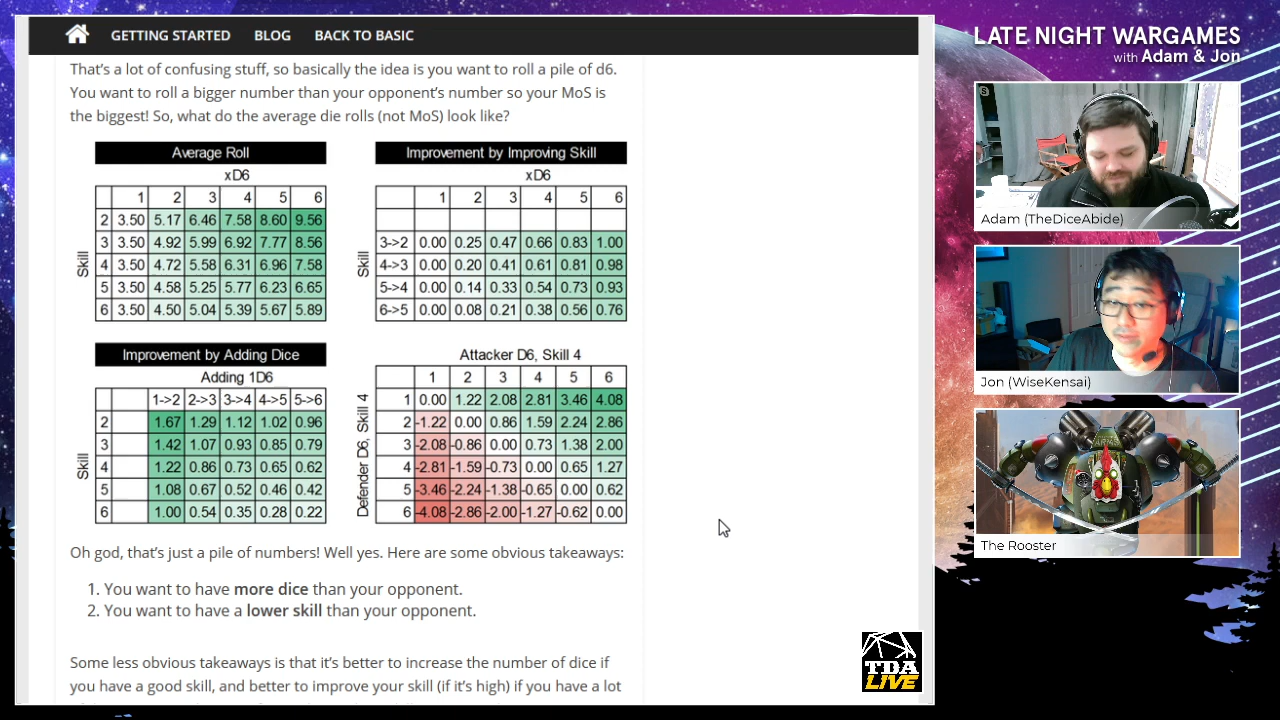 GETTING STARTED BLOG BACK TO BASIC
That's a lot of confusing stuff, so basically the idea is you want to roll a pile of d6.
You want to roll a bigger number than your opponent's number so your MoS is
the biggest! So, what do the average die rolls (not MoS) look like?
Average Roll
xD6
1 2 3 4 5 6
Skill
2 3.50 5.17 6.46 7.58 8.60 9.56
3 3.50 4.92 5.99 6.92 7.77 8.56
4 3.50 4.72 5.58 6.31 6.96 7.58
5 3.50 4.58 5.25 5.77 6.23 6.65
6 3.50 4.50 5.04 5.39 5.67 5.89
Improvement by Improving Skill
xD6
1 2 3 4 5 6
Skill
3->2 0.00 0.25 0.47 0.66 0.83 1.00
4->3 0.00 0.20 0.41 0.61 0.81 0.98
5->4 0.00 0.14 0.33 0.54 0.73 0.93
6->5 0.00 0.08 0.21 0.38 0.56 0.76
Improvement by Adding Dice
Adding 1D6
1->2 2->3 3->4 4->5 5->6
Skill
2 1.67 1.29 1.12 1.02 0.96
3 1.42 1.07 0.93 0.85 0.79
4 1.22 0.86 0.73 0.65 0.62
5 1.08 0.67 0.52 0.46 0.42
6 1.00 0.54 0.35 0.28 0.22
Attacker D6, Skill 4
1 2 3 4 5 6
Defender D6, Skill 4
1 0.00 1.22 2.08 2.81 3.46 4.08
2 -1.22 0.00 0.86 1.59 2.24 2.86
3 -2.08 -0.86 0.00 0.73 1.38 2.00
4 -2.81 -1.59 -0.73 0.00 0.65 1.27
5 -3.46 -2.24 -1.38 -0.65 0.00 0.62
6 -4.08 -2.86 -2.00 -1.27 -0.62 0.00
Oh god, that's just a pile of numbers! Well yes. Here are some obvious takeaways:
1. You want to have more dice than your opponent.
2. You want to have a lower skill than your opponent.
Some less obvious takeaways is that it's better to increase the number of dice if
you have a good skill, and better to improve your skill (if it's high) if you have a lot
LATE NIGHT WARGAMES
with Adam & Jon
Adam (TheDiceAbide)
Jon (WiseKensai)
The Rooster
TDA
LIVE